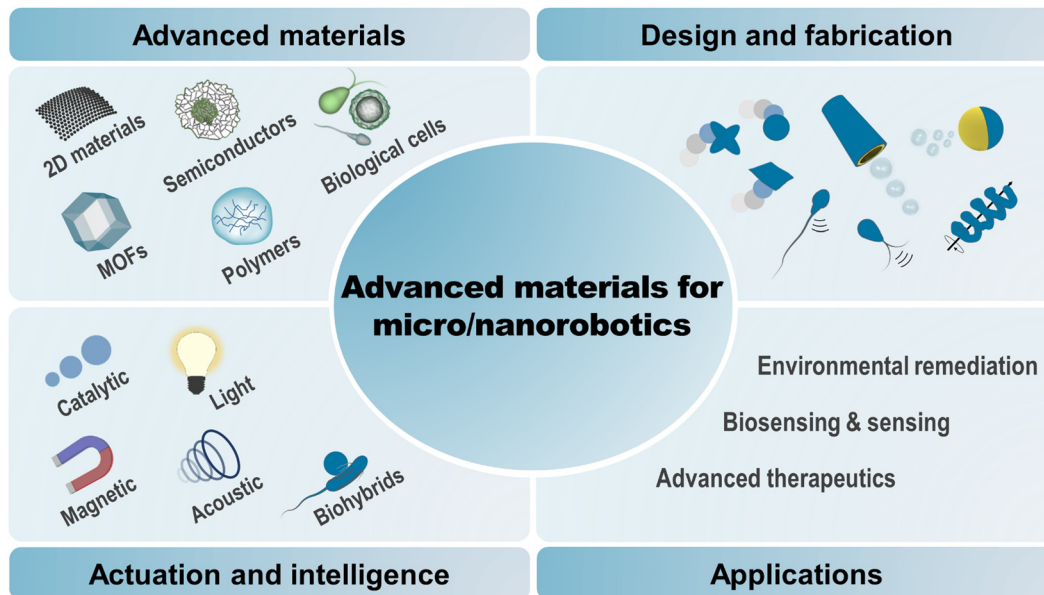 Advanced materials
Design and fabrication
2D materials
Semiconductors
Biological cells
MOFs
Polymers
Advanced materials for
micro/nanorobotics
Catalytic
Light
Magnetic
Acoustic
Biohybrids
Environmental remediation
Biosensing & sensing
Advanced therapeutics
Actuation and intelligence
Applications